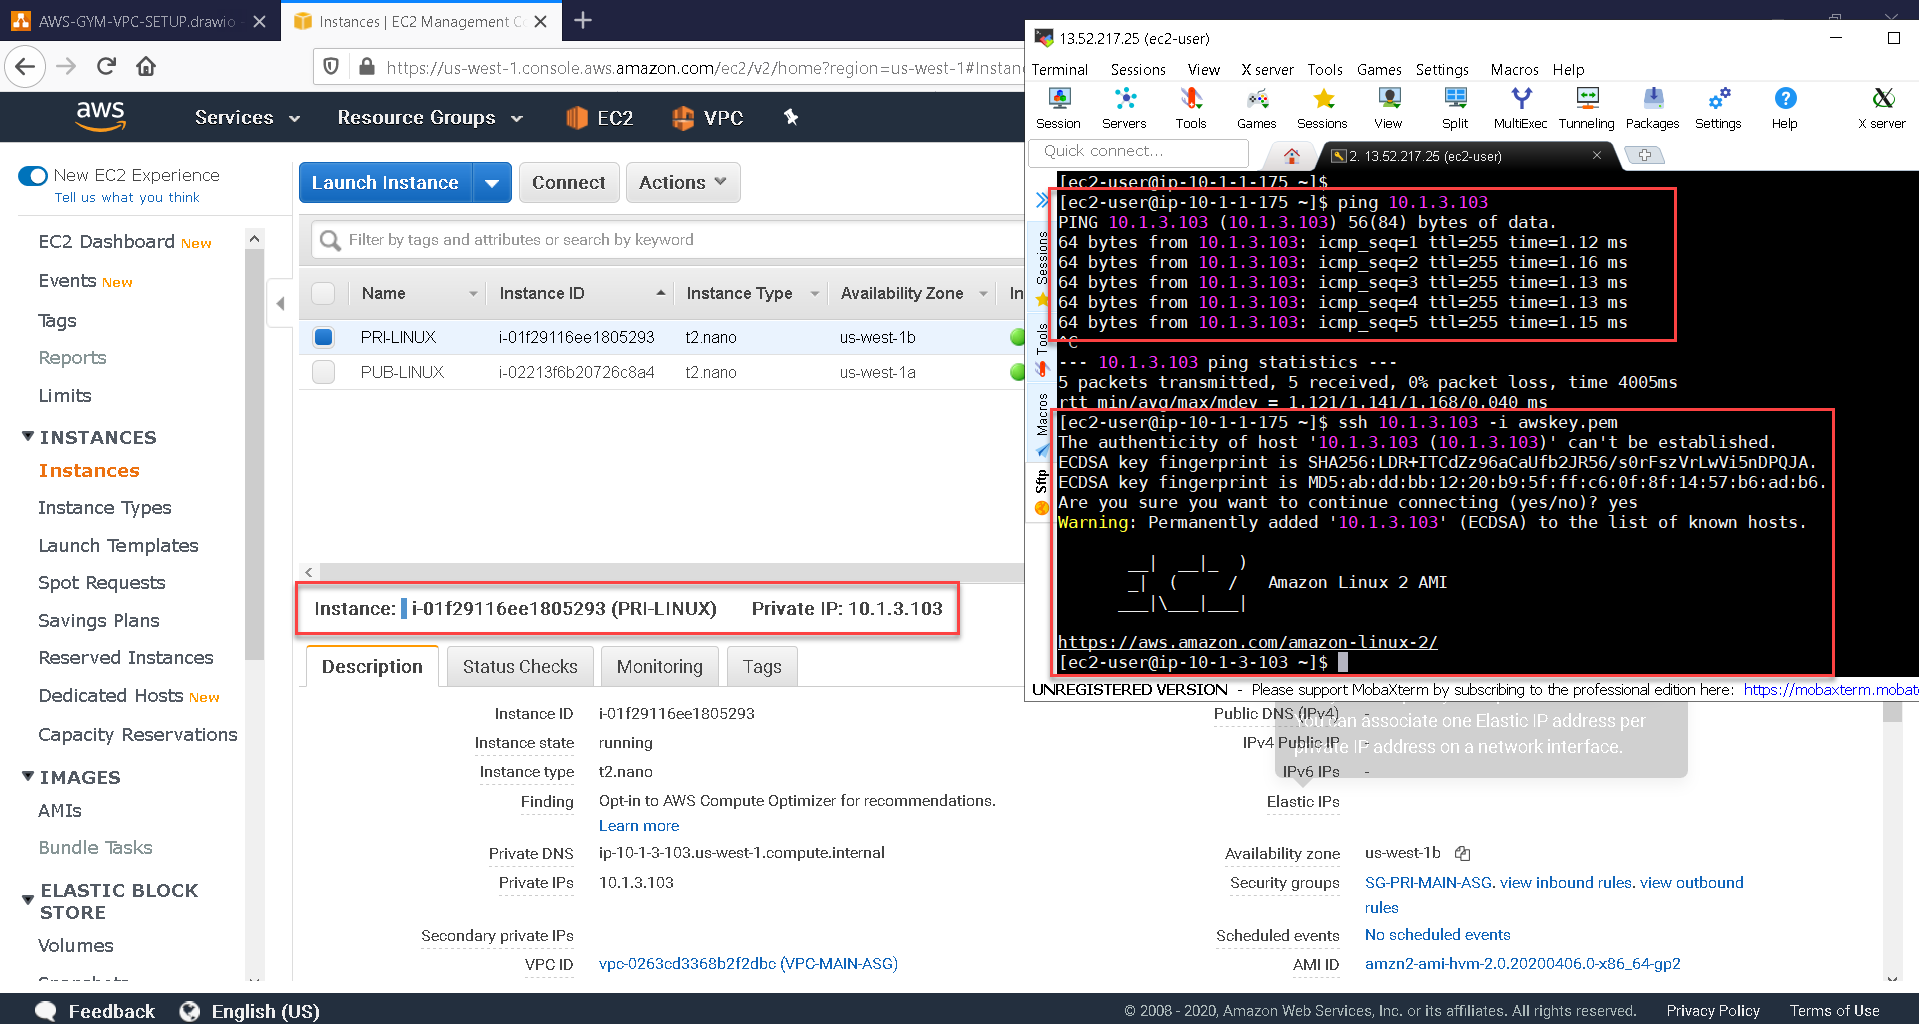 AWS-GYM-VPC-SETUP.drawio
Instances | EC2 Management Co
https://us-west-1.console.aws.amazon.com/ec2/v2/home?region=us-west-1#Instan
aws
Services
Resource Groups
EC2
VPC
New EC2 Experience
Tell us what you think
EC2 Dashboard New
Events New
Tags
Reports
Limits
INSTANCES
Instances
Instance Types
Launch Templates
Spot Requests
Savings Plans
Reserved Instances
Dedicated Hosts New
Capacity Reservations
IMAGES
AMIs
Bundle Tasks
ELASTIC BLOCK
STORE
Volumes
Launch Instance
Connect
Actions
Filter by tags and attributes or search by keyword
Name Instance ID Instance Type Availability Zone In
PRI-LINUX i-01f29116ee1805293 t2.nano us-west-1b
PUB-LINUX i-02213f6b20726c8a4 t2.nano us-west-1a
Instance: i-01f29116ee1805293 (PRI-LINUX) Private IP: 10.1.3.103
Description Status Checks Monitoring Tags
Instance ID i-01f29116ee1805293
Instance state running
Instance type t2.nano
Finding Opt-in to AWS Compute Optimizer for recommendations.
Learn more
Private DNS ip-10-1-3-103.us-west-1.compute.internal
Private IPs 10.1.3.103
Secondary private IPs
VPC ID vpc-0263cd3368b2f2dbc (VPC-MAIN-ASG)
Public DNS (IPv4) -
IPv4 Public IP -
IPv6 IPs -
Elastic IPs
You can associate one Elastic IP address per
private IP address on a network interface.
Availability zone us-west-1b
Security groups SG-PRI-MAIN-ASG. view inbound rules. view outbound
rules
Scheduled events No scheduled events
AMI ID amzn2-ami-hvm-2.0.20200406.0-x86_64-gp2
13.52.217.25 (ec2-user)
Terminal Sessions View X server Tools Games Settings Macros Help
Session Servers Tools Games Sessions View Split MultiExec Tunneling Packages Settings Help X server
Quick connect...
2. 13.52.217.25 (ec2-user)
Sessions
Tools
Macros
Sftp
[ec2-user@ip-10-1-1-175 ~]$
[ec2-user@ip-10-1-1-175 ~]$ ping 10.1.3.103
PING 10.1.3.103 (10.1.3.103) 56(84) bytes of data.
64 bytes from 10.1.3.103: icmp_seq=1 ttl=255 time=1.12 ms
64 bytes from 10.1.3.103: icmp_seq=2 ttl=255 time=1.16 ms
64 bytes from 10.1.3.103: icmp_seq=3 ttl=255 time=1.13 ms
64 bytes from 10.1.3.103: icmp_seq=4 ttl=255 time=1.13 ms
64 bytes from 10.1.3.103: icmp_seq=5 ttl=255 time=1.15 ms
^C
--- 10.1.3.103 ping statistics ---
5 packets transmitted, 5 received, 0% packet loss, time 4005ms
rtt min/avg/max/mdev = 1.121/1.141/1.168/0.040 ms
[ec2-user@ip-10-1-1-175 ~]$ ssh 10.1.3.103 -i awskey.pem
The authenticity of host '10.1.3.103 (10.1.3.103)' can't be established.
ECDSA key fingerprint is SHA256:LDR+ITCdZz96aCaUfb2JR56/s0rFszVrLwVi5nDPQJA.
ECDSA key fingerprint is MD5:ab:dd:bb:12:20:b9:5f:ff:c6:0f:8f:14:57:b6:ad:b6.
Are you sure you want to continue connecting (yes/no)? yes
Warning: Permanently added '10.1.3.103' (ECDSA) to the list of known hosts.
__| __|_ )
_| ( / Amazon Linux 2 AMI
___|\___|___|
https://aws.amazon.com/amazon-linux-2/
[ec2-user@ip-10-1-3-103 ~]$
UNREGISTERED VERSION - Please support MobaXterm by subscribing to the professional edition here: https://mobaxterm.mobate
Feedback English (US)
© 2008 - 2020, Amazon Web Services, Inc. or its affiliates. All rights reserved. Privacy Policy Terms of Use